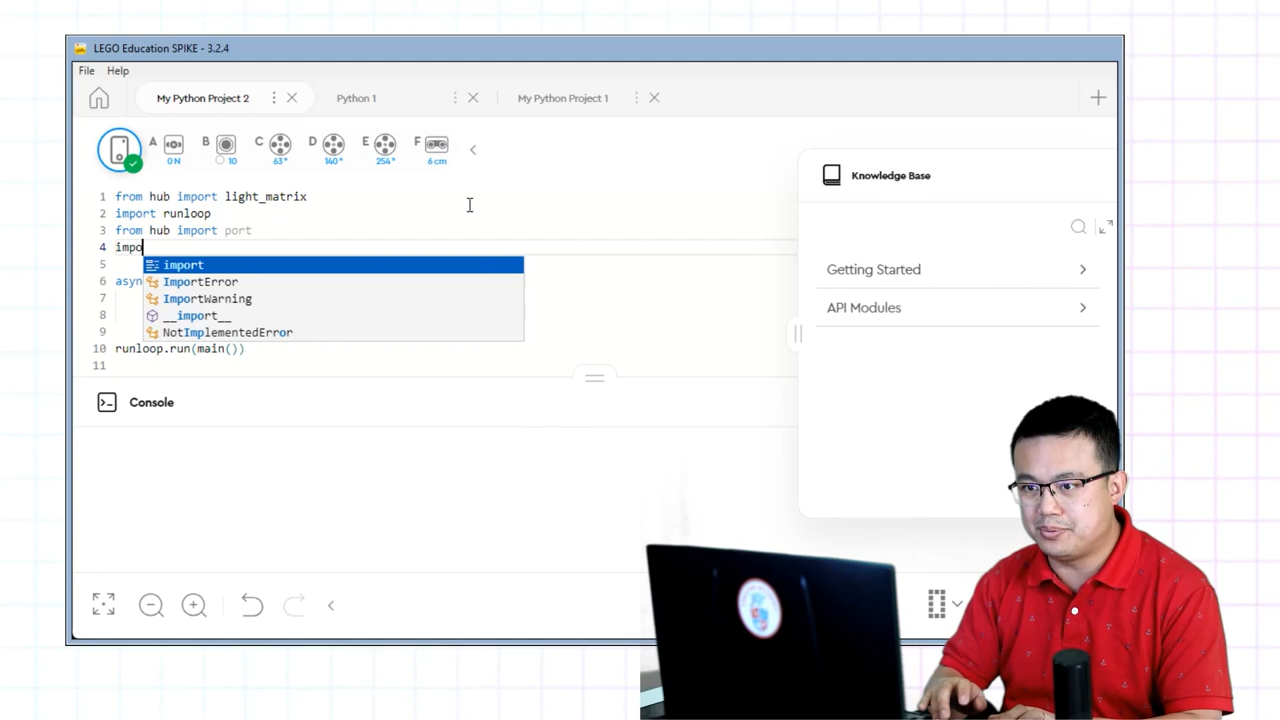 LEGO Education SPIKE - 3.2.4
File Help
My Python Project 2 Python 1 My Python Project 1
A B C D E F
0 N 10 63° 140° 254° 6 cm
Knowledge Base
Getting Started
API Modules
1 from hub import light_matrix
2 import runloop
3 from hub import port
4 impo
5 import
6 asyn ImportError
7 ImportWarning
8 __import__
9 NotImplementedError
10 runloop.run(main())
11
Console